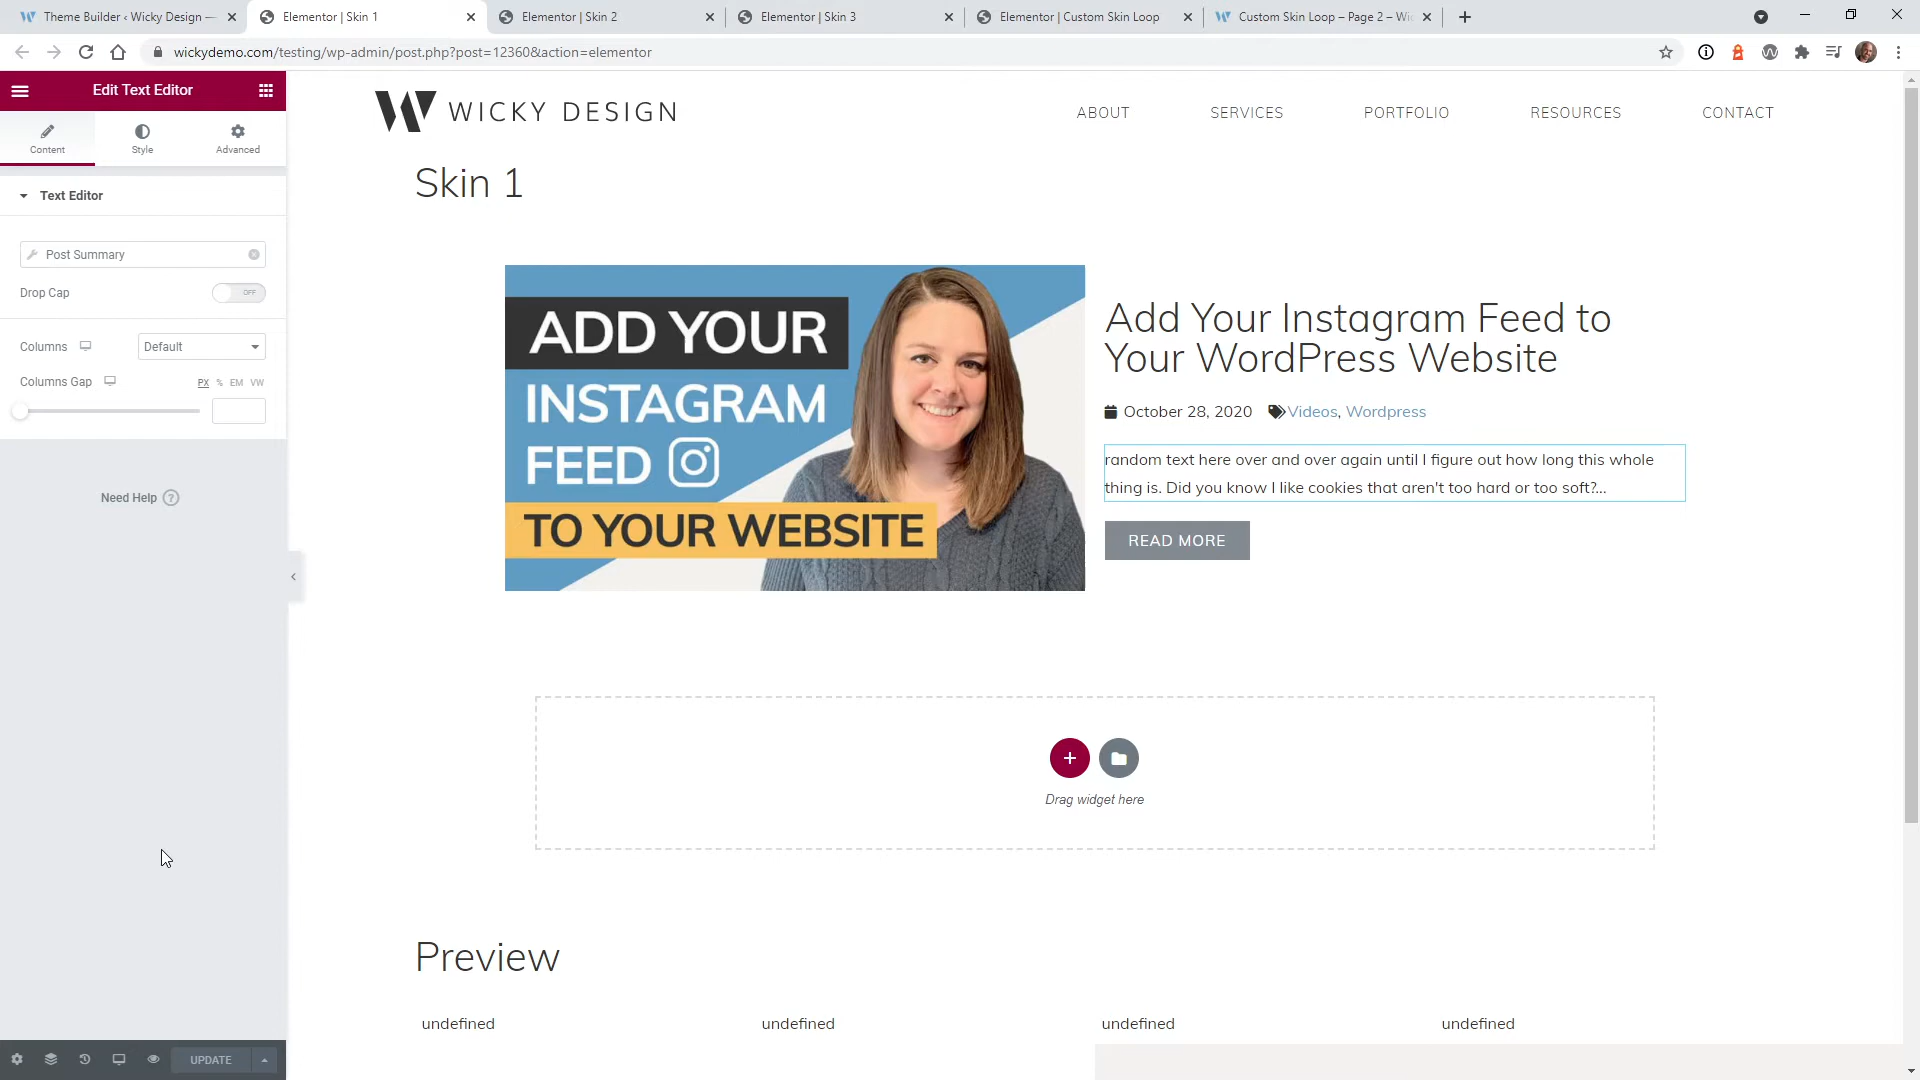 Theme Builder ‹ Wicky Design —
Elementor | Skin 1
Elementor | Skin 2
Elementor | Skin 3
Elementor | Custom Skin Loop
Custom Skin Loop – Page 2 – Wi
wickydemo.com/testing/wp-admin/post.php?post=12360&action=elementor
Edit Text Editor
Content
Style
Advanced
Text Editor
Post Summary
Drop Cap
OFF
Columns
Default
Columns Gap
PX % EM VW
Need Help ?
UPDATE
W WICKY DESIGN
ABOUT
SERVICES
PORTFOLIO
RESOURCES
CONTACT
Skin 1
ADD YOUR
INSTAGRAM
FEED
TO YOUR WEBSITE
Add Your Instagram Feed to
Your WordPress Website
October 28, 2020 Videos, Wordpress
random text here over and over again until I figure out how long this whole
thing is. Did you know I like cookies that aren't too hard or too soft?...
READ MORE
Drag widget here
Preview
undefined undefined undefined undefined